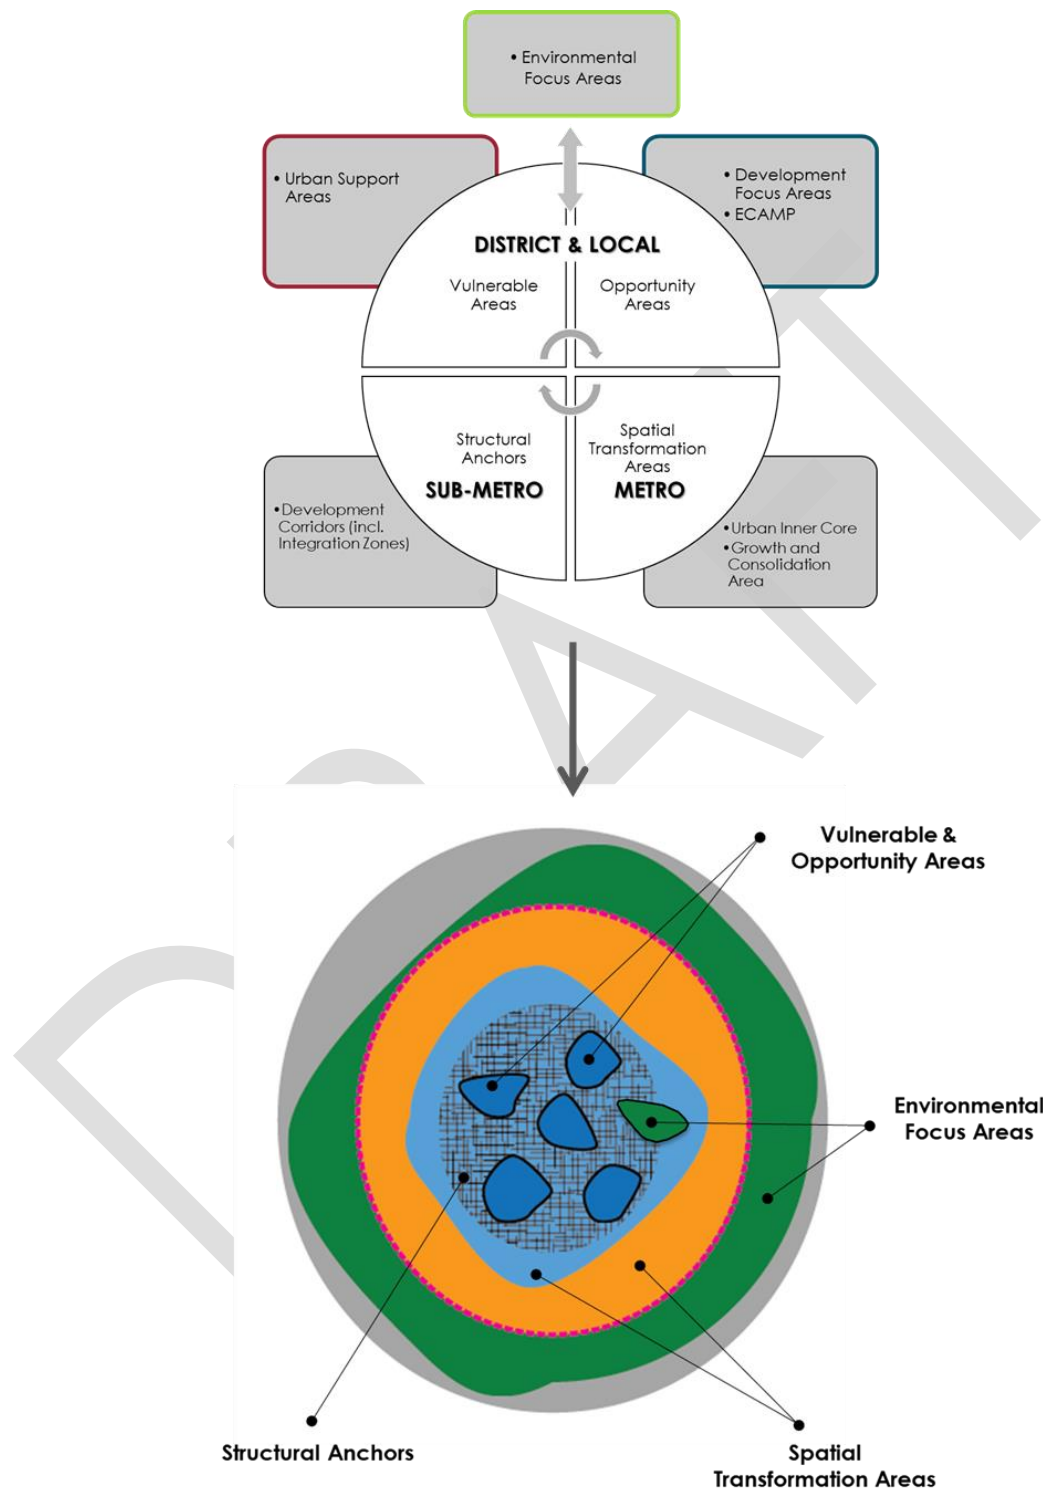 • Environmental
Focus Areas
• Urban Support
Areas
• Development
Focus Areas
• ECAMP
DISTRICT & LOCAL
Vulnerable
Areas
Opportunity
Areas
Structural
Anchors
SUB-METRO
Spatial
Transformation
Areas
METRO
•Development
Corridors (incl.
Integration Zones)
•Urban Inner Core
•Growth and
Consolidation
Area
DRAFT
Vulnerable &
Opportunity Areas
Environmental
Focus Areas
Structural Anchors
Spatial
Transformation Areas